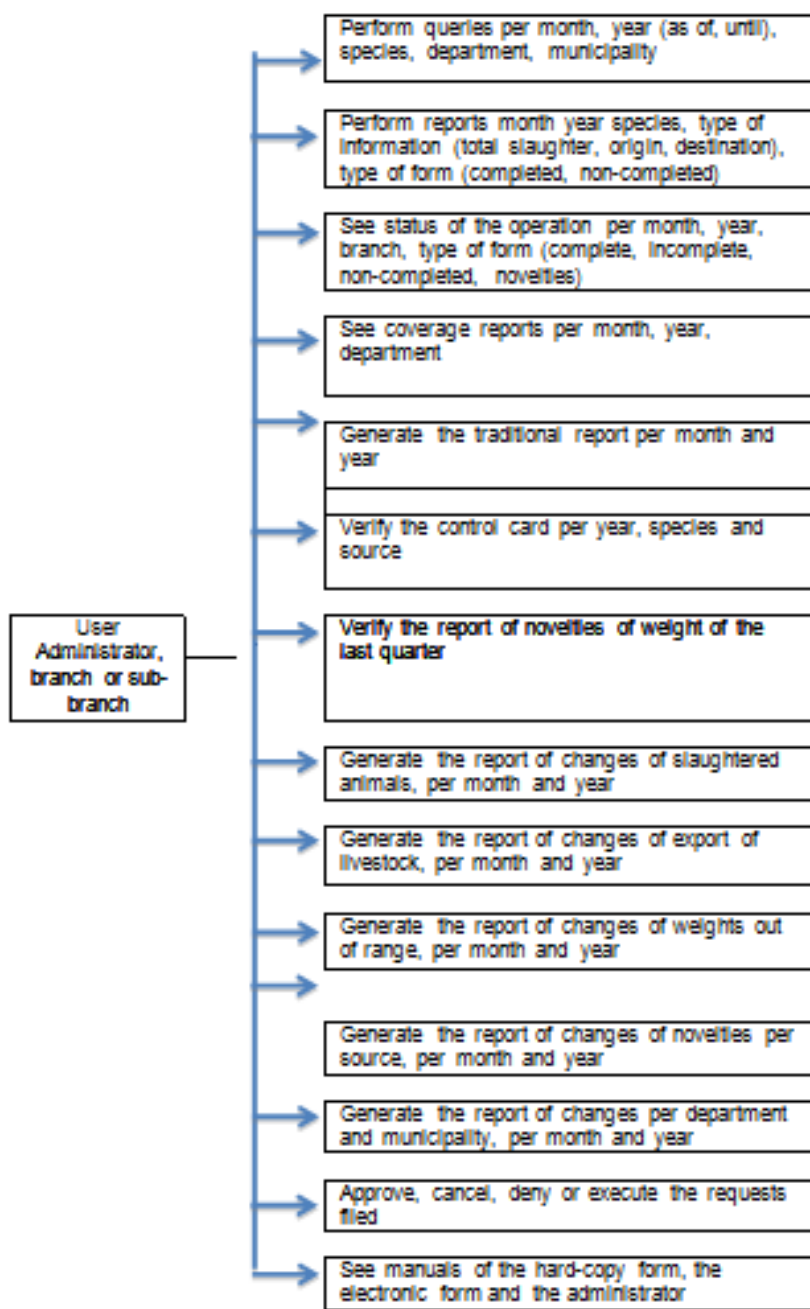 Perform queries per month, year (as of, until),
species, department, municipality
Perform reports month year species, type of
information (total slaughter, origin, destination),
type of form (completed, non-completed)
See status of the operation per month, year,
branch, type of form (complete, incomplete,
non-completed, novelties)
See coverage reports per month, year,
department
Generate the traditional report per month and
year
Verify the control card per year, species and
source
User
Administrator,
branch or sub-
branch
Verify the report of novelties of weight of the
last quarter
Generate the report of changes of slaughtered
animals, per month and year
Generate the report of changes of export of
livestock, per month and year
Generate the report of changes of weights out
of range, per month and year
Generate the report of changes of novelties per
source, per month and year
Generate the report of changes per department
and municipality, per month and year
Approve, cancel, deny or execute the requests
filed
See manuals of the hard-copy form, the
electronic form and the administrator